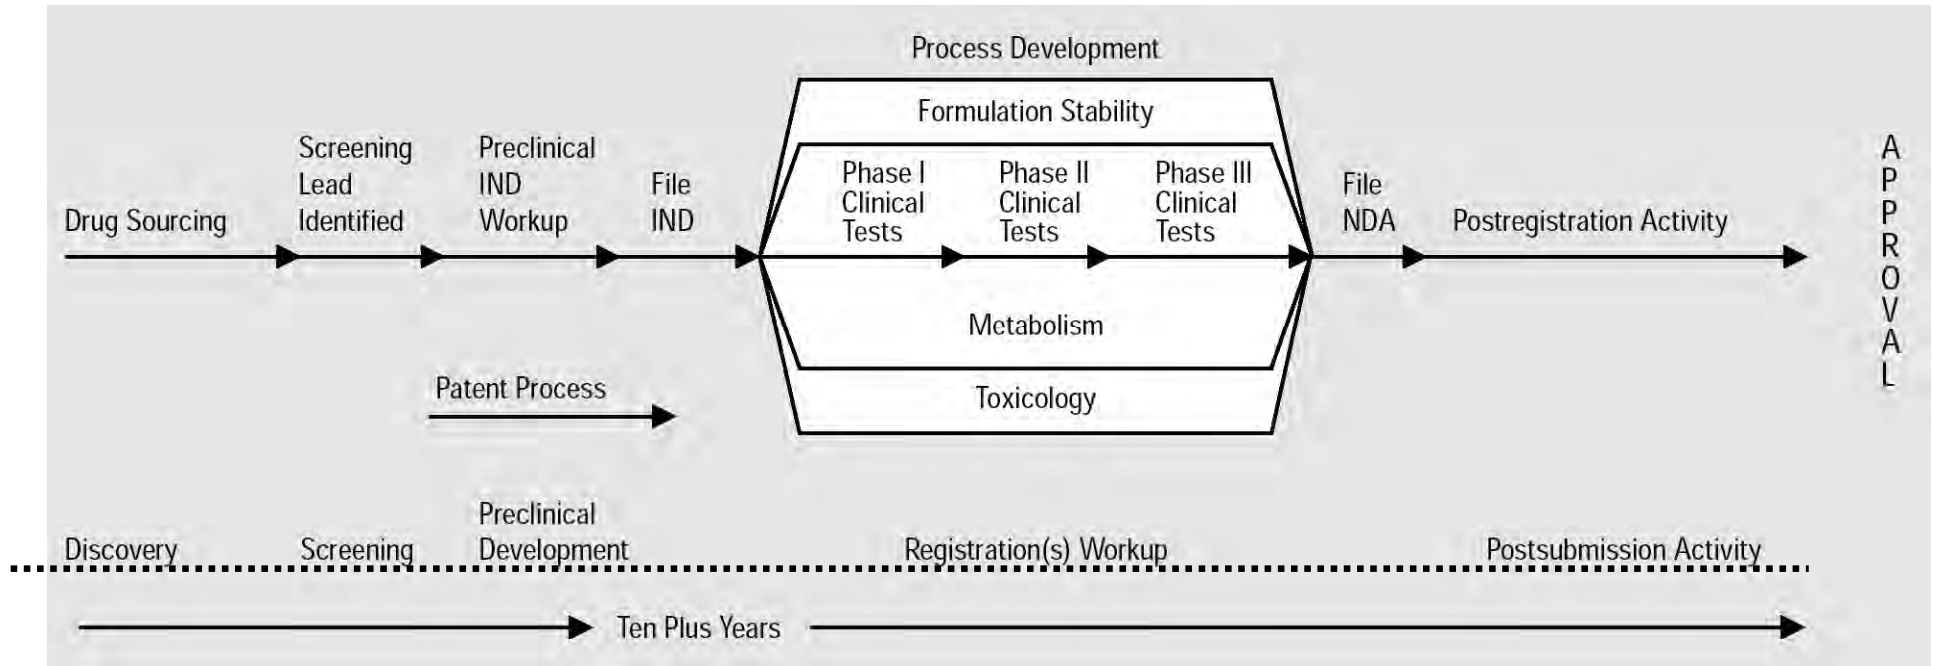 Process Development
Formulation Stability
Drug Sourcing
Screening
Lead
Identified
Preclinical
IND
Workup
File
IND
Phase I
Clinical
Tests
Phase II
Clinical
Tests
Phase III
Clinical
Tests
File
NDA
Postregistration Activity
APPROVAL
Metabolism
Toxicology
Patent Process
Discovery
Screening
Preclinical
Development
Registration(s) Workup
Postsubmission Activity
Ten Plus Years